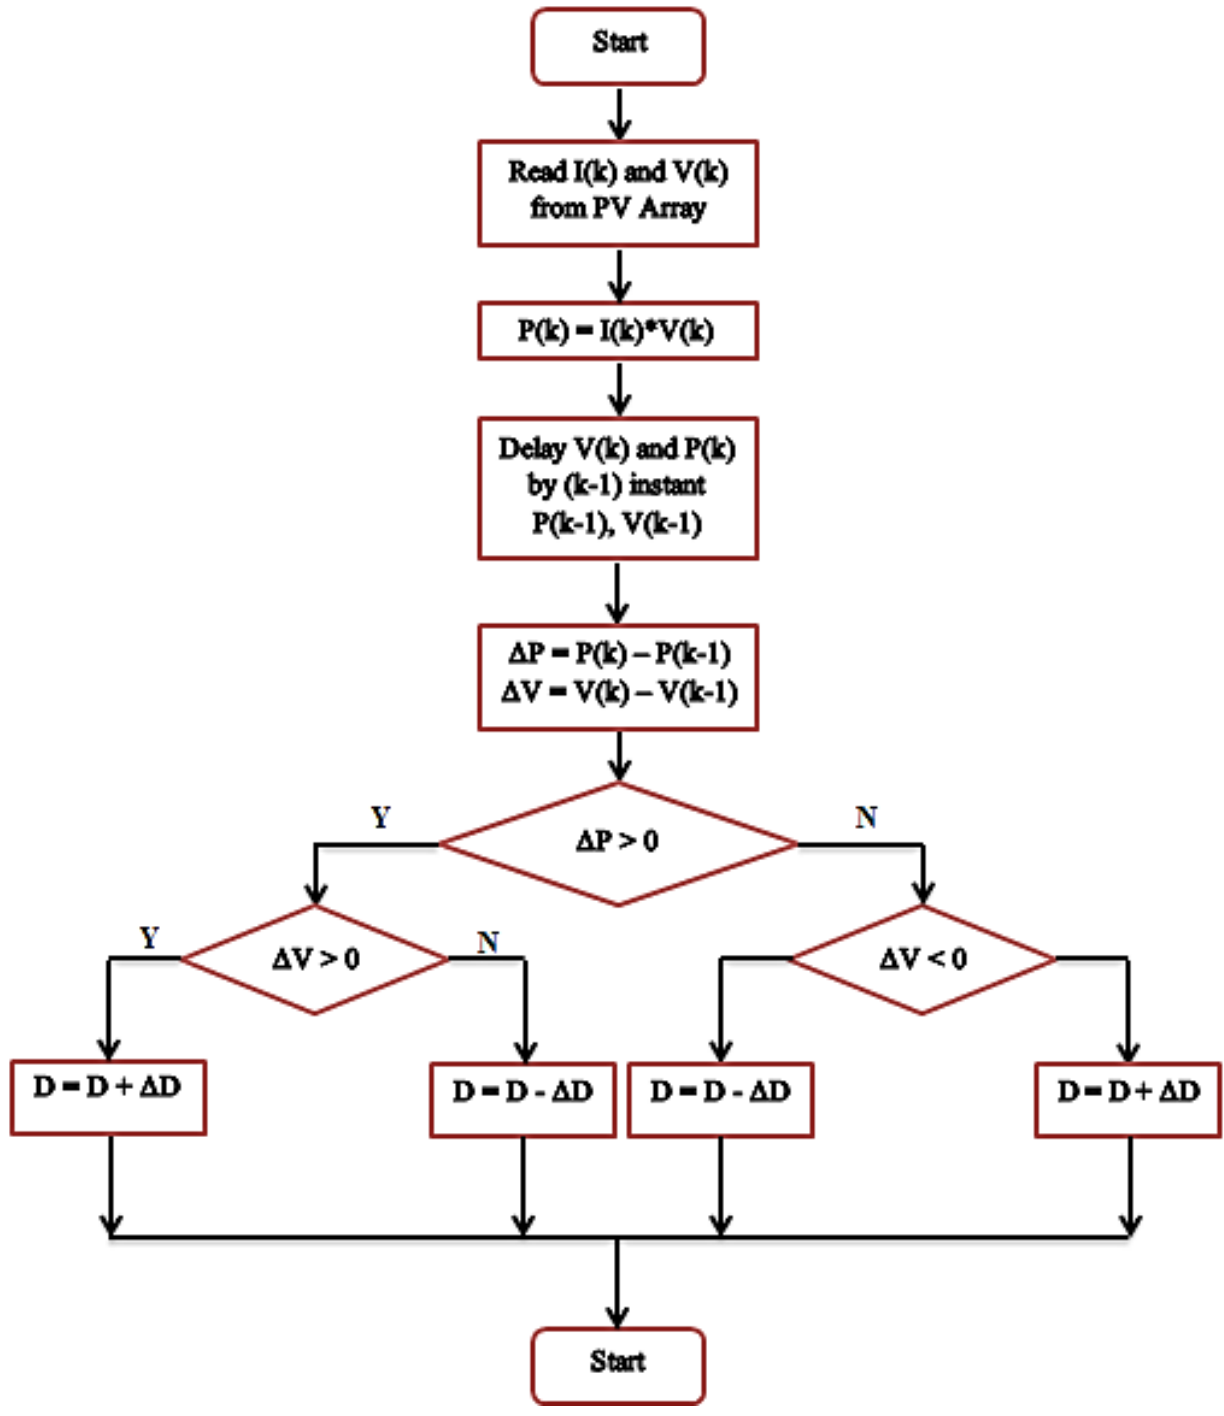 Start
Read I(k) and V(k)
from PV Array
P(k) = I(k)*V(k)
Delay V(k) and P(k)
by (k-1) instant
P(k-1), V(k-1)
ΔP = P(k) – P(k-1)
ΔV = V(k) – V(k-1)
Y
ΔP > 0
N
Y
ΔV > 0
N
ΔV < 0
D = D + ΔD
D = D - ΔD
D = D - ΔD
D = D + ΔD
Start